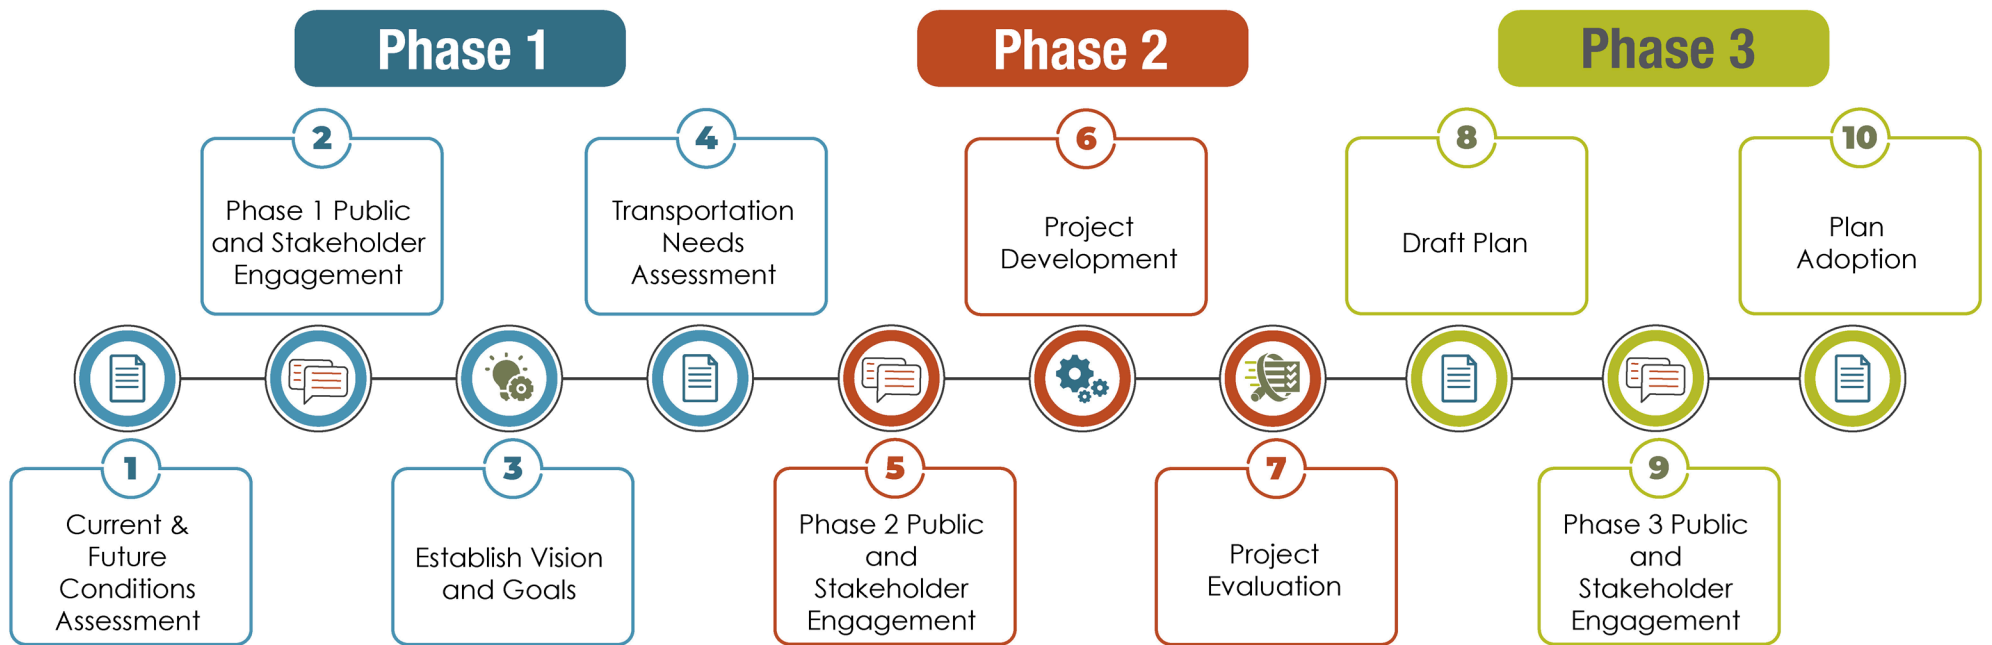 Phase 1
Phase 2
Phase 3
1
Current &
Future
Conditions
Assessment
2
Phase 1 Public
and Stakeholder
Engagement
3
Establish Vision
and Goals
4
Transportation
Needs
Assessment
5
Phase 2 Public
and
Stakeholder
Engagement
6
Project
Development
7
Project
Evaluation
8
Draft Plan
9
Phase 3 Public
and
Stakeholder
Engagement
10
Plan
Adoption